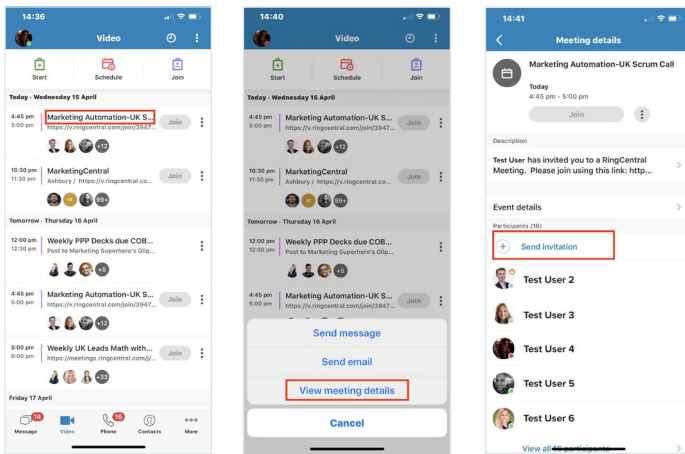 14:36
Video
Start
Schedule
Join
Today - Wednesday 15 April
4:45 pm
Marketing Automation-UK S...
5:00 pm
https://v.ringcentral.com/join/3947...
Join
+12
10:30 pm
MarketingCentral
11:30 pm
Ashbury / https://v.ringcentral.co...
Join
M
99+
Tomorrow - Thursday 16 April
12:00 pm
Weekly PPP Decks due COB...
12:30 pm
Post to Marketing Superhero's Glip...
+5
4:45 pm
Marketing Automation-UK S...
5:00 pm
https://v.ringcentral.com/join/3947...
Join
+12
5:00 pm
Weekly UK Leads Math with...
6:00 pm
https://meetings.ringcentral.com/j/...
Join
+33
Friday 17 April
14
16
Message
Video
Phone
Contacts
More
14:40
Video
Start
Schedule
Join
Today - Wednesday 15 April
4:45 pm
Marketing Automation-UK S...
5:00 pm
https://v.ringcentral.com/join/3947...
Join
+12
10:30 pm
MarketingCentral
11:30 pm
Ashbury / https://v.ringcentral.co...
Join
M
99+
Tomorrow - Thursday 16 April
12:00 pm
Weekly PPP Decks due COB...
12:30 pm
Post to Marketing Superhero's Glip...
+5
4:45 pm
Marketing Automation-UK S...
5:00 pm
https://v.ringcentral.com/join/3947...
Join
Send message
Send email
View meeting details
Cancel
14:41
Meeting details
Marketing Automation-UK Scrum Call
Today
4:45 pm - 5:00 pm
Join
Description
Test User has invited you to a RingCentral
Meeting. Please join using this link: http...
Event details
Participants (16)
Send invitation
Test User 2
Test User 3
Test User 4
Test User 5
Test User 6
View all 16 participants